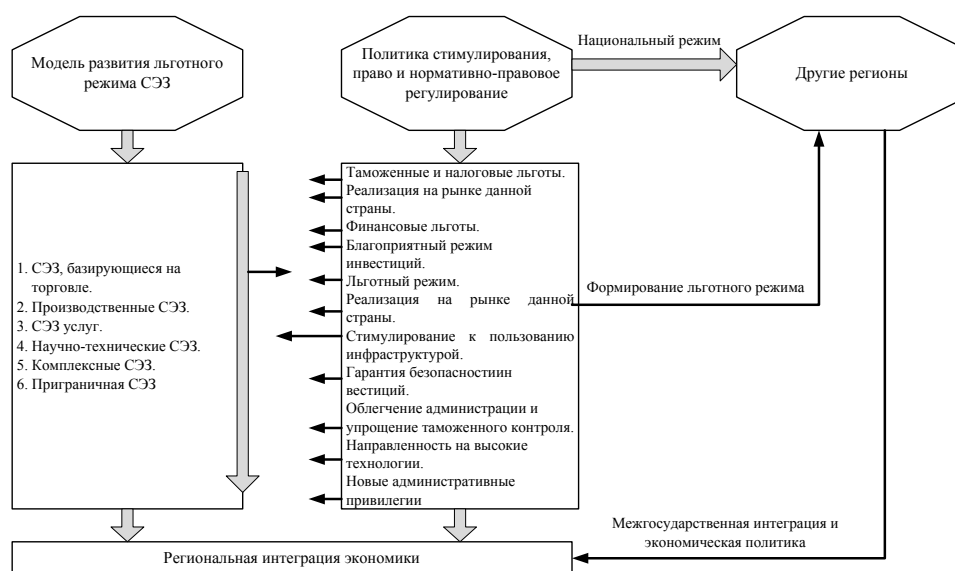 Модель развития льготного
режима СЭЗ
Политика стимулирования,
право и нормативно-правовое
регулирование
Национальный режим
Другие регионы
1. СЭЗ, базирующиеся на
торговле.
2. Производственные СЭЗ.
3. СЭЗ услуг.
4. Научно-технические СЭЗ.
5. Комплексные СЭЗ.
6. Приграничная СЭЗ
Таможенные и налоговые льготы.
Реализация на рынке данной
страны.
Финансовые льготы.
Благоприятный режим
инвестиций.
Льготный режим.
Реализация на рынке данной
страны.
Стимулирование к пользованию
инфраструктурой.
Гарантия безопасностиин
вестиций.
Облегчение администрации и
упрощение таможенного контроля.
Направленность на высокие
технологии.
Новые административные
привилегии
Формирование льготного режима
Межгосударственная интеграция и
экономическая политика
Региональная интеграция экономики